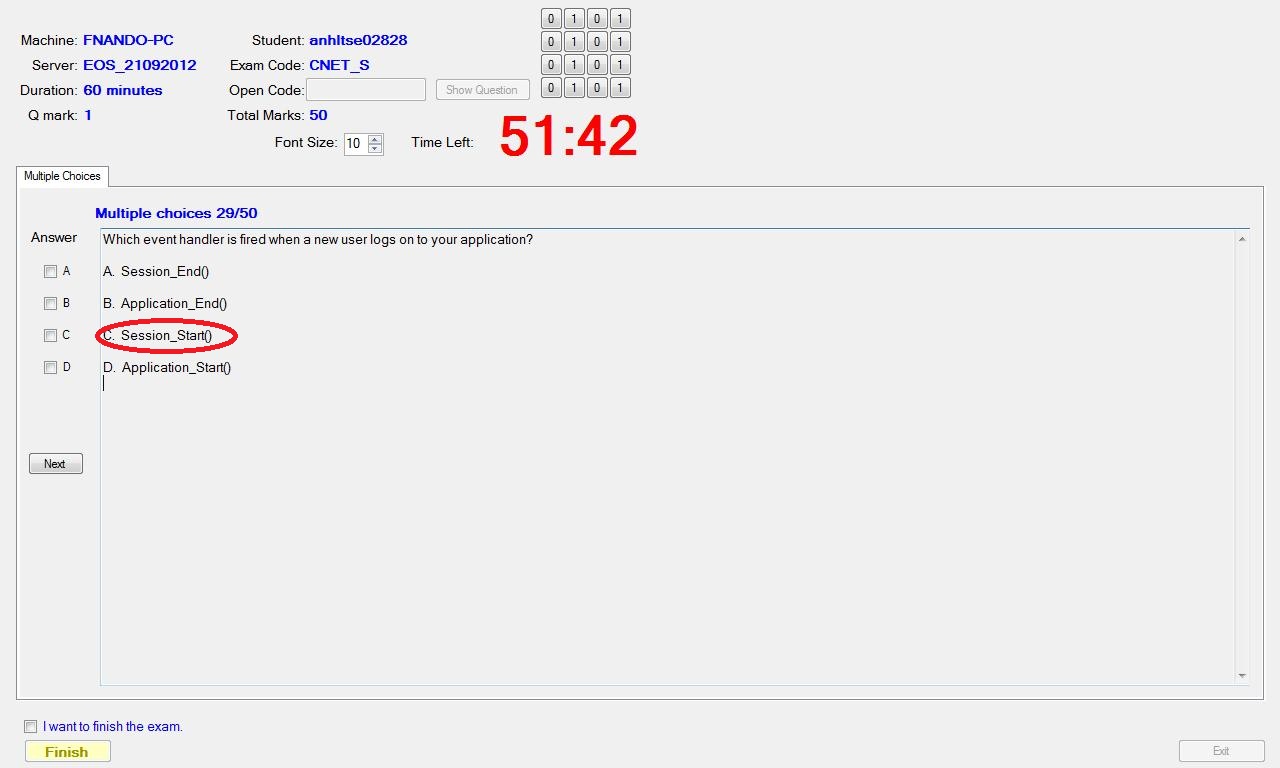 Machine: FNANDO-PC Student: anhltse02828
Server: EOS_21092012 Exam Code: CNET_S
Duration: 60 minutes Open Code: Show Question
Q mark: 1 Total Marks: 50
0 1 0 1
0 1 0 1
0 1 0 1
0 1 0 1
Font Size: 10 Time Left: 51:42
Multiple Choices
Multiple choices 29/50
Answer
Which event handler is fired when a new user logs on to your application?
A A. Session_End()
B B. Application_End()
C C. Session_Start()
D D. Application_Start()
Next
I want to finish the exam.
Finish
Exit